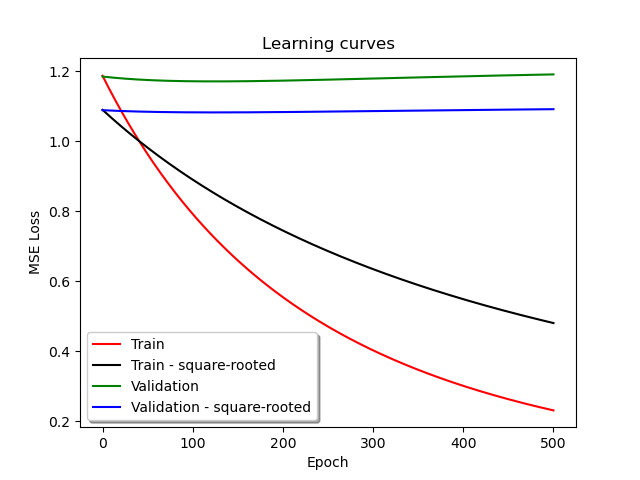 Learning curves
1.2
1.0
0.8
0.6
0.4
0.2
MSE Loss
Train
Train - square-rooted
Validation
Validation - square-rooted
0 100 200 300 400 500
Epoch